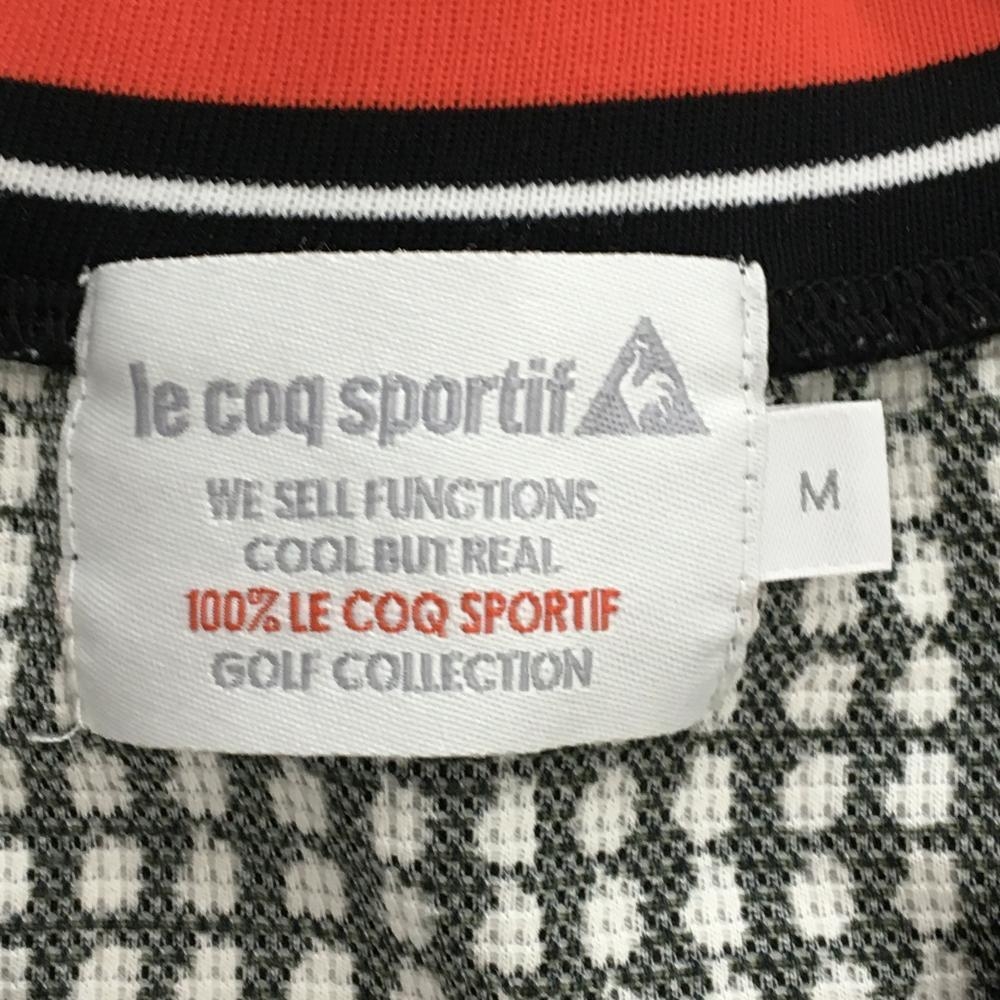 le coq sportif
WE SELL FUNCTIONS
COOL BUT REAL
100% LE COQ SPORTIF
GOLF COLLECTION
M